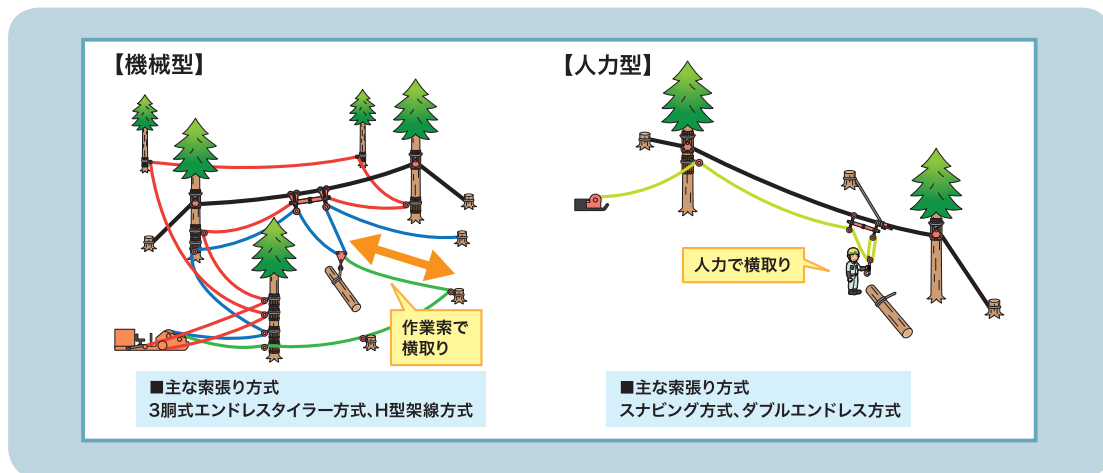 【機械型】
作業索で
横取り
■主な索張り方式
3胴式エンドレスタイラー方式、H型架線方式
【人力型】
人力で横取り
■主な索張り方式
スナビング方式、ダブルエンドレス方式